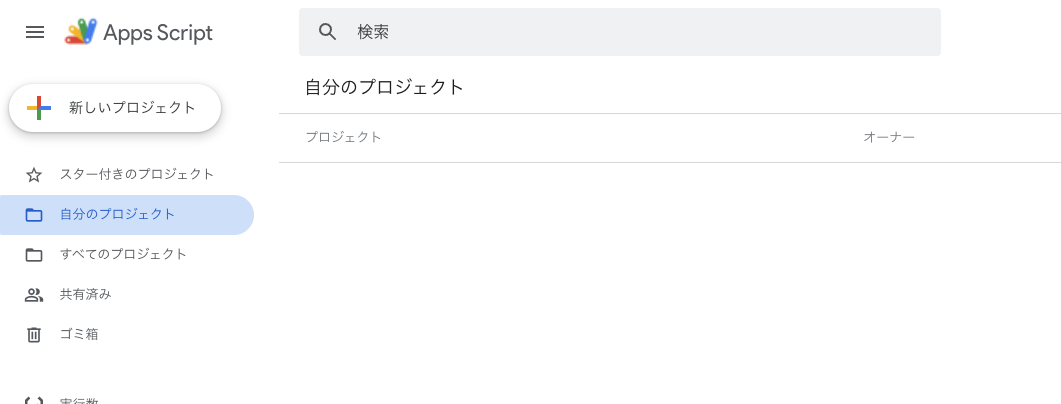 Apps Script
検索
新しいプロジェクト
自分のプロジェクト
プロジェクト
オーナー
スター付きのプロジェクト
自分のプロジェクト
すべてのプロジェクト
共有済み
ゴミ箱
実行数